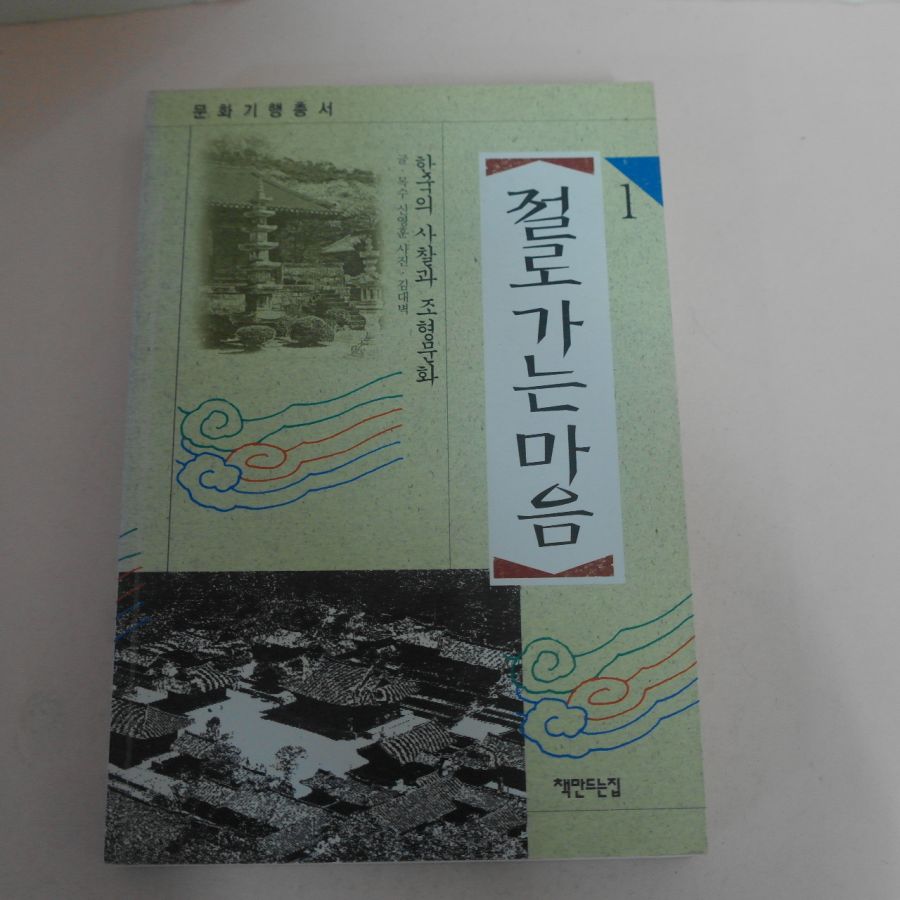 문화기행총서
1
절로 가는 마음
한국의 사찰과 조형문화
글·목수 신영훈 사진·김대벽
책만드는집